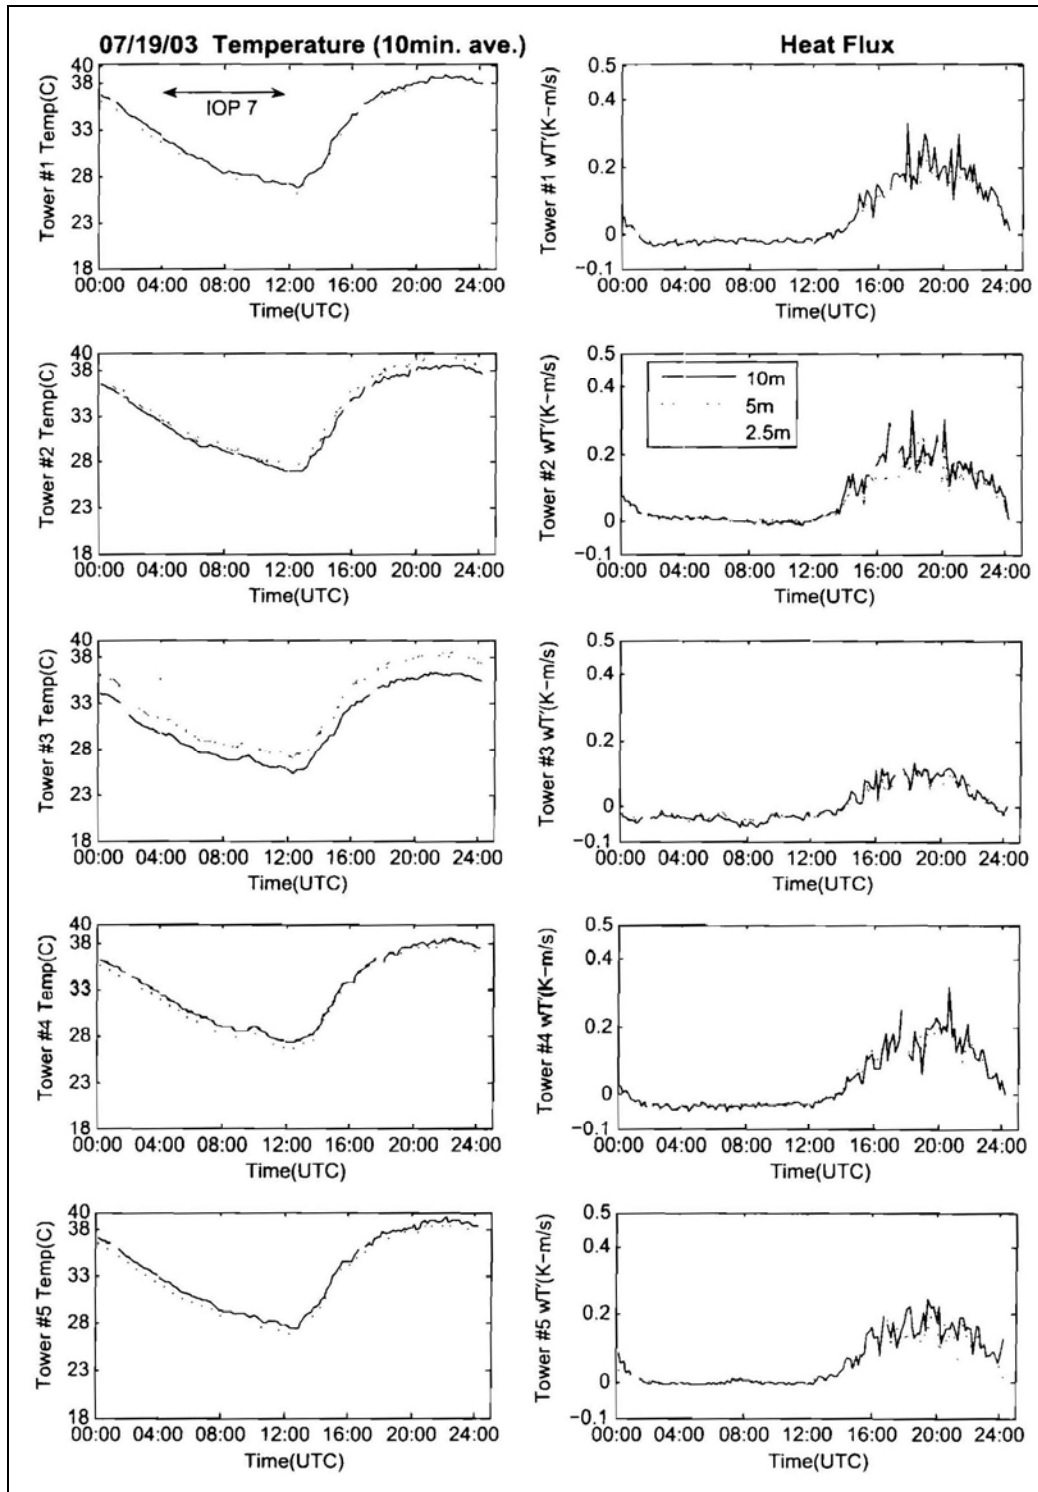 07/19/03 Temperature (10min. ave.)
Heat Flux
Tower #1 Temp(C)
40
38
33
28
23
18
IOP 7
00:00 04:00 08:00 12:00 16:00 20:00 24:00
Time(UTC)
Tower #1 wT'(K−m/s)
0.5
0.4
0.2
0
−0.1
00:00 04:00 08:00 12:00 16:00 20:00 24:00
Time(UTC)
Tower #2 Temp(C)
40
38
33
28
23
18
00:00 04:00 08:00 12:00 16:00 20:00 24:00
Time(UTC)
Tower #2 wT'(K−m/s)
0.5
0.4
0.2
0
−0.1
10m
5m
2.5m
00:00 04:00 08:00 12:00 16:00 20:00 24:00
Time(UTC)
Tower #3 Temp(C)
40
38
33
28
23
18
00:00 04:00 08:00 12:00 16:00 20:00 24:00
Time(UTC)
Tower #3 wT'(K−m/s)
0.5
0.4
0.2
0
−0.1
00:00 04:00 08:00 12:00 16:00 20:00 24:00
Time(UTC)
Tower #4 Temp(C)
40
38
33
28
23
18
00:00 04:00 08:00 12:00 16:00 20:00 24:00
Time(UTC)
Tower #4 wT'(K−m/s)
0.5
0.4
0.2
0
−0.1
00:00 04:00 08:00 12:00 16:00 20:00 24:00
Time(UTC)
Tower #5 Temp(C)
40
38
33
28
23
18
00:00 04:00 08:00 12:00 16:00 20:00 24:00
Time(UTC)
Tower #5 wT'(K−m/s)
0.5
0.4
0.2
0
−0.1
00:00 04:00 08:00 12:00 16:00 20:00 24:00
Time(UTC)